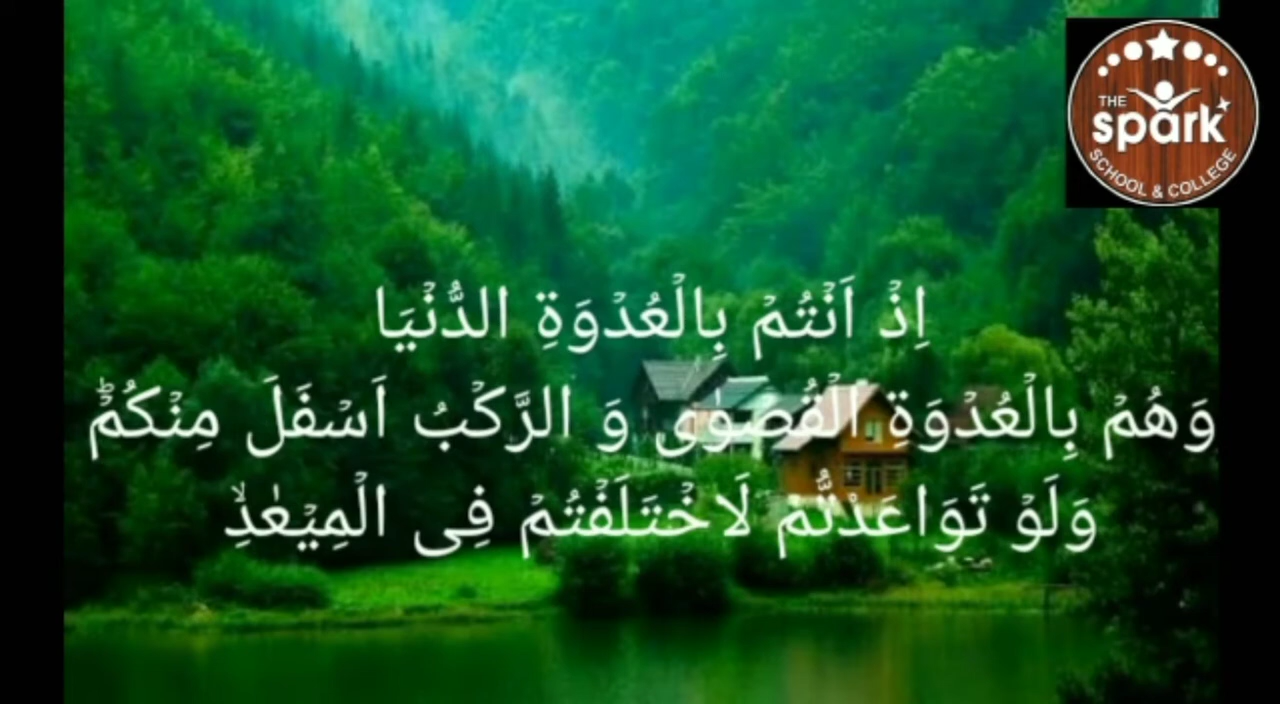 THE
spark
SCHOOL & COLLEGE
اِذۡ اَنۡتُمۡ بِالۡعُدۡوَةِ الدُّنۡيَا
وَهُمۡ بِالۡعُدۡوَةِ الۡقُصۡوٰى وَ الرَّكۡبُ اَسۡفَلَ مِنۡكُمۡ​ؕ
وَلَوۡ تَوَاعَدْتُّمۡ لَاخۡتَلَفۡتُمۡ فِى الۡمِيۡعٰدِ​ۙ